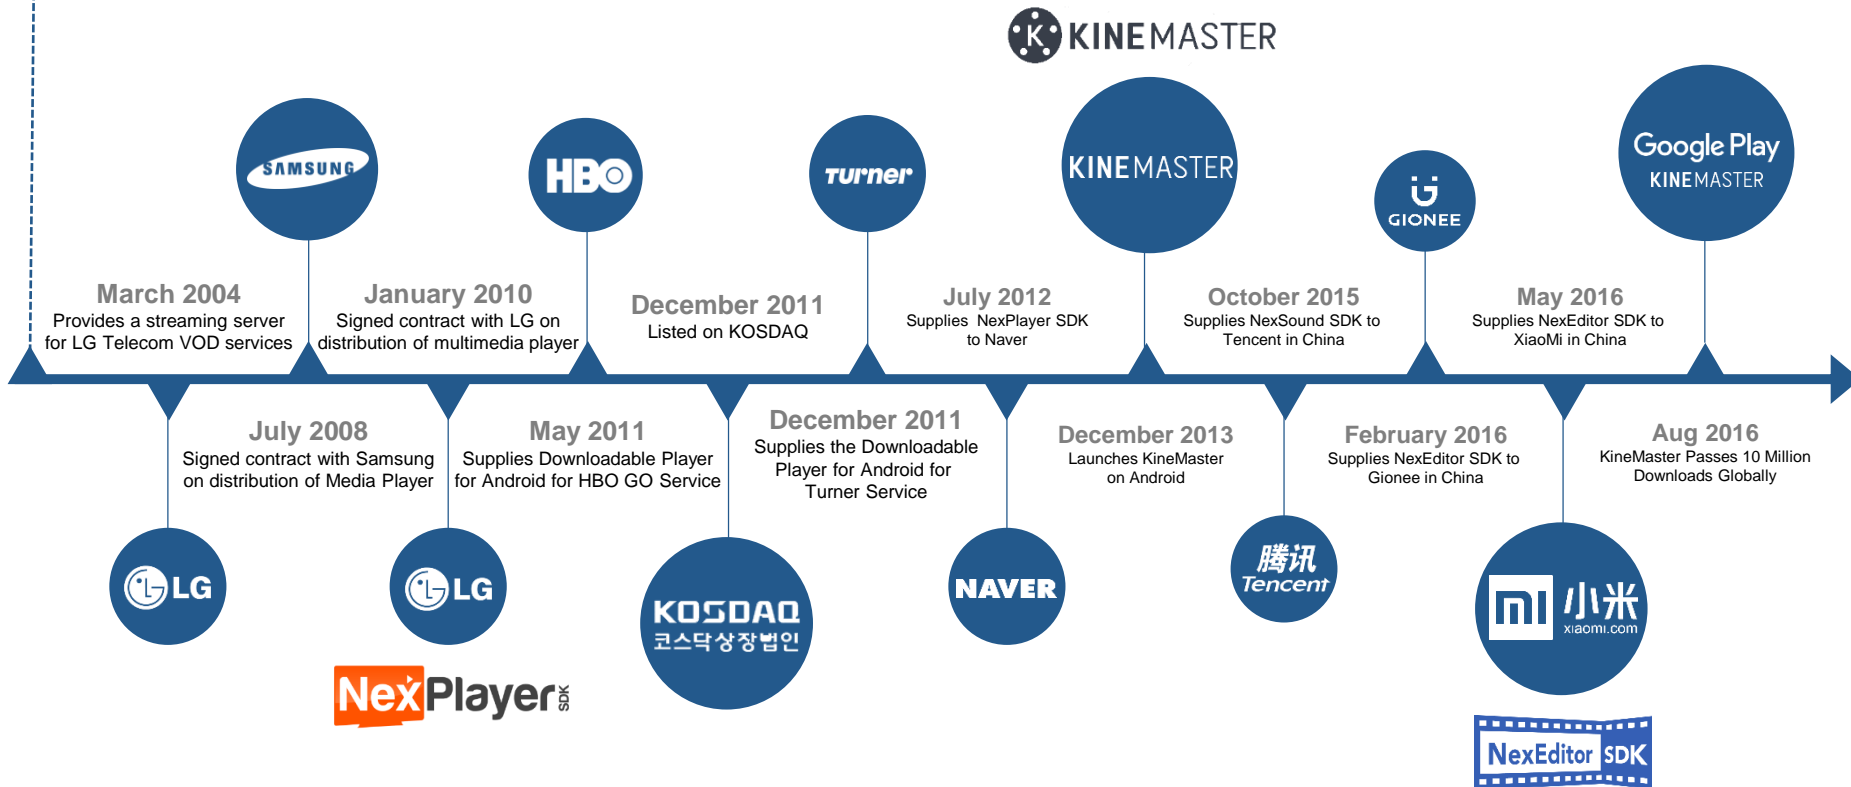 KINEMASTER
SAMSUNG
HBO
Turner
KINEMASTER
GIONEE
Google Play
KINEMASTER
March 2004
Provides a streaming server
for LG Telecom VOD services
January 2010
Signed contract with LG on
distribution of multimedia player
December 2011
Listed on KOSDAQ
July 2012
Supplies NexPlayer SDK
to Naver
October 2015
Supplies NexSound SDK to
Tencent in China
May 2016
Supplies NexEditor SDK to
XiaoMi in China
July 2008
Signed contract with Samsung
on distribution of Media Player
May 2011
Supplies Downloadable Player
for Android for HBO GO Service
December 2011
Supplies the Downloadable
Player for Android for
Turner Service
December 2013
Launches KineMaster
on Android
February 2016
Supplies NexEditor SDK to
Gionee in China
Aug 2016
KineMaster Passes 10 Million
Downloads Globally
LG
LG
KOSDAQ
코스닥상장법인
NAVER
腾讯
Tencent
mi 小米
xiaomi.com
NexPlayer SDK
NexEditor SDK